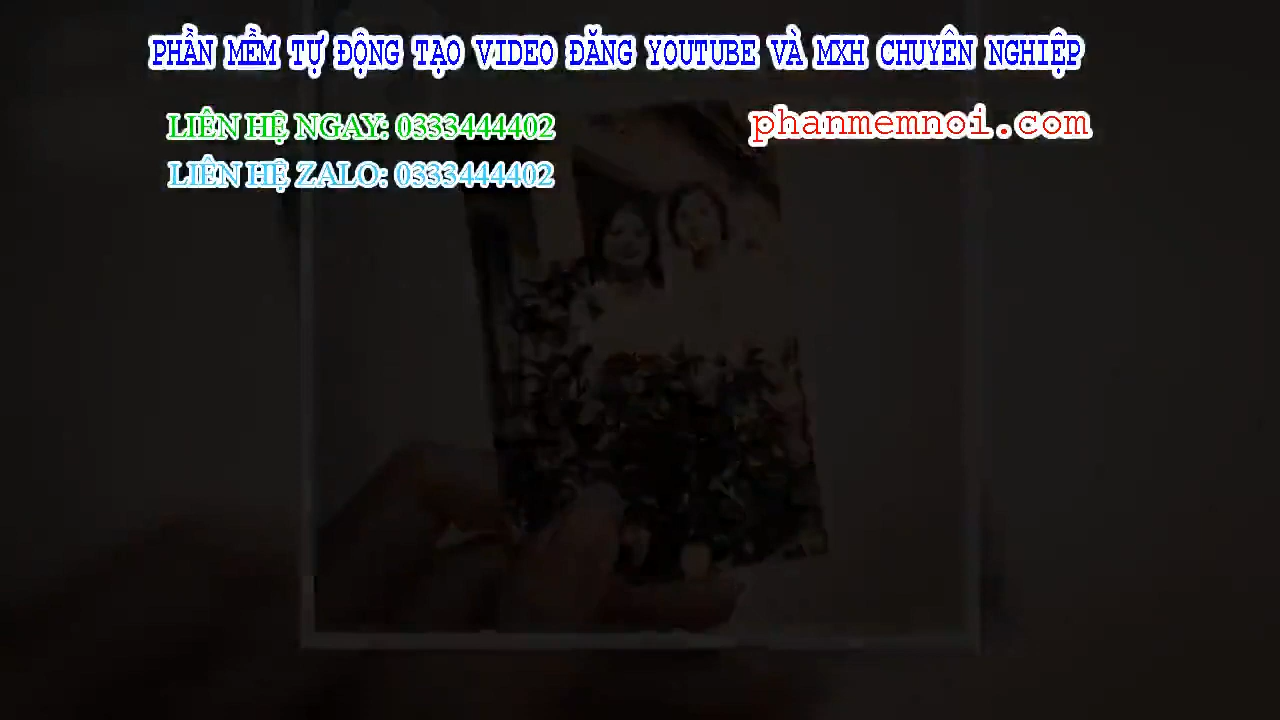 PHẦN MỀM TỰ ĐỘNG TẠO VIDEO ĐĂNG YOUTUBE VÀ MXH CHUYÊN NGHIỆP
LIÊN HỆ NGAY: 0333444402
phanmemnoi.com
LIÊN HỆ ZALO: 0333444402